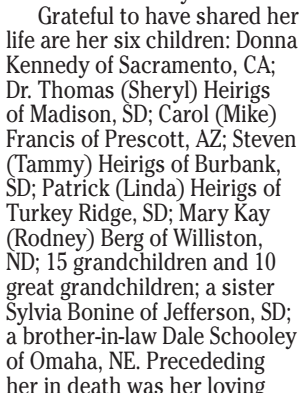 Grateful to have shared her
life are her six children: Donna
Kennedy of Sacramento, CA;
Dr. Thomas (Sheryl) Heirigs
of Madison, SD; Carol (Mike)
Francis of Prescott, AZ; Steven
(Tammy) Heirigs of Burbank,
SD; Patrick (Linda) Heirigs of
Turkey Ridge, SD; Mary Kay
(Rodney) Berg of Williston,
ND; 15 grandchildren and 10
great grandchildren; a sister
Sylvia Bonine of Jefferson, SD;
a brother-in-law Dale Schooley
of Omaha, NE. Precededing
her in death was her loving